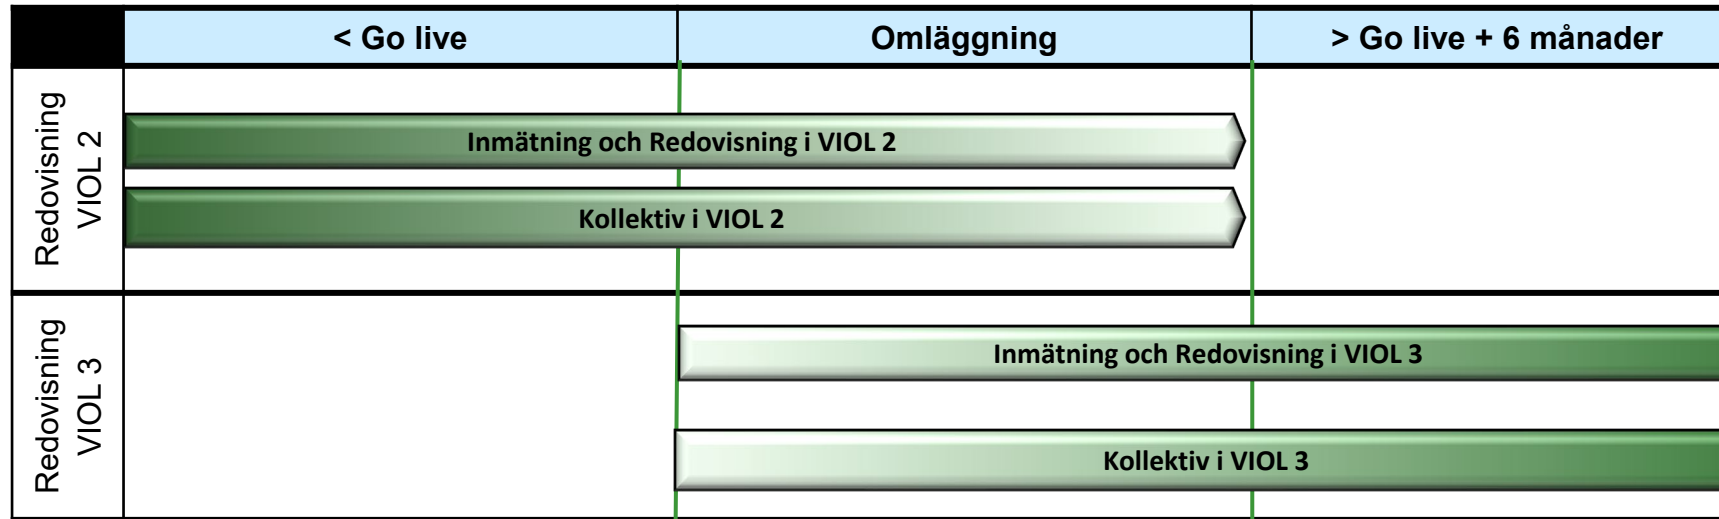 < Go live
Omläggning
> Go live + 6 månader
Redovisning
VIOL 2
Inmätning och Redovisning i VIOL 2
Kollektiv i VIOL 2
Redovisning
VIOL 3
Inmätning och Redovisning i VIOL 3
Kollektiv i VIOL 3